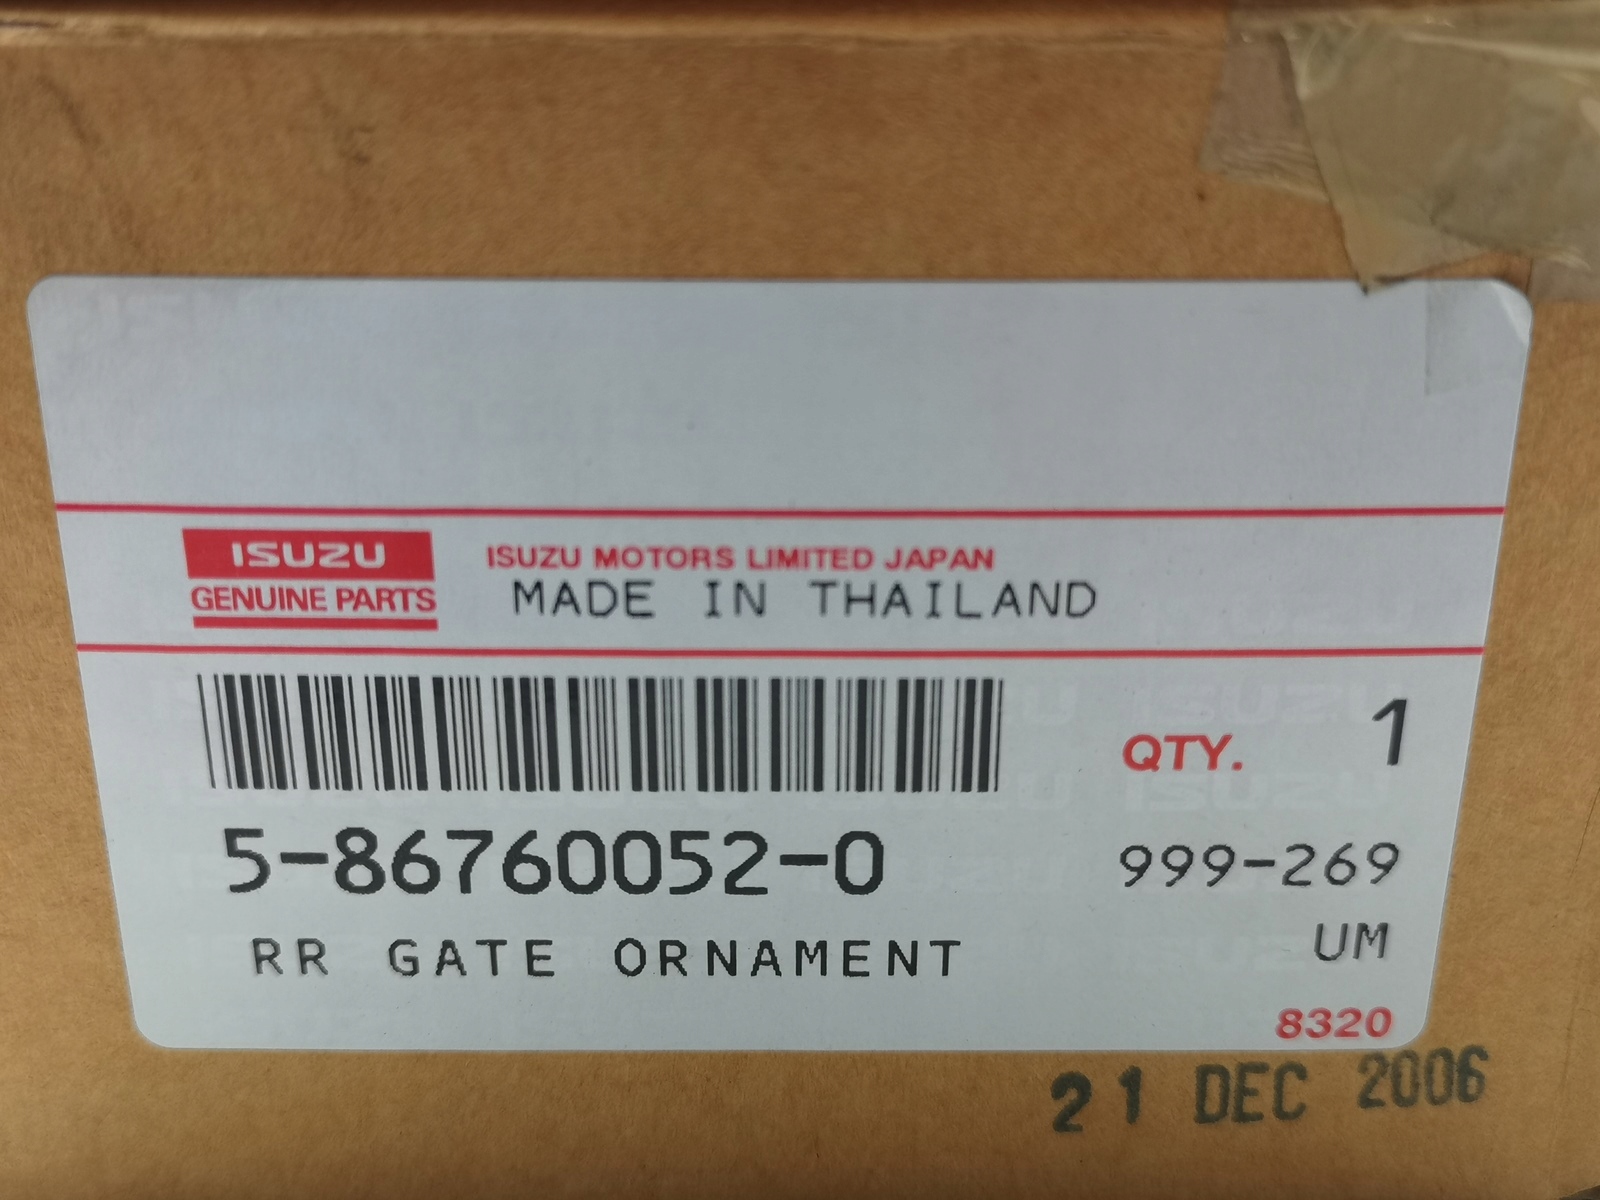 ISUZU
GENUINE PARTS
ISUZU MOTORS LIMITED JAPAN
MADE IN THAILAND
QTY. 1
5-86760052-0
999-269
RR GATE ORNAMENT
UM
8320
21 DEC 2006